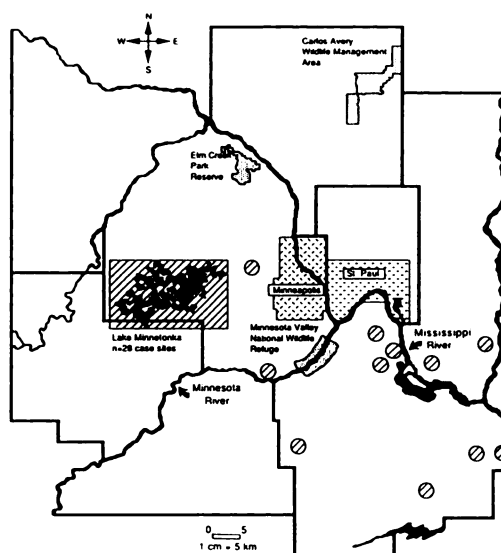 N
W E
S
Carlos Avery
Wildlife Management
Area
Elm Creek
Park
Reserve
St. Paul
Minneapolis
Lake Minnetonka
n=28 case sites
Minnesota Valley
National Wildlife
Refuge
Mississippi
River
Minnesota
River
0 5
1 cm = 5 km